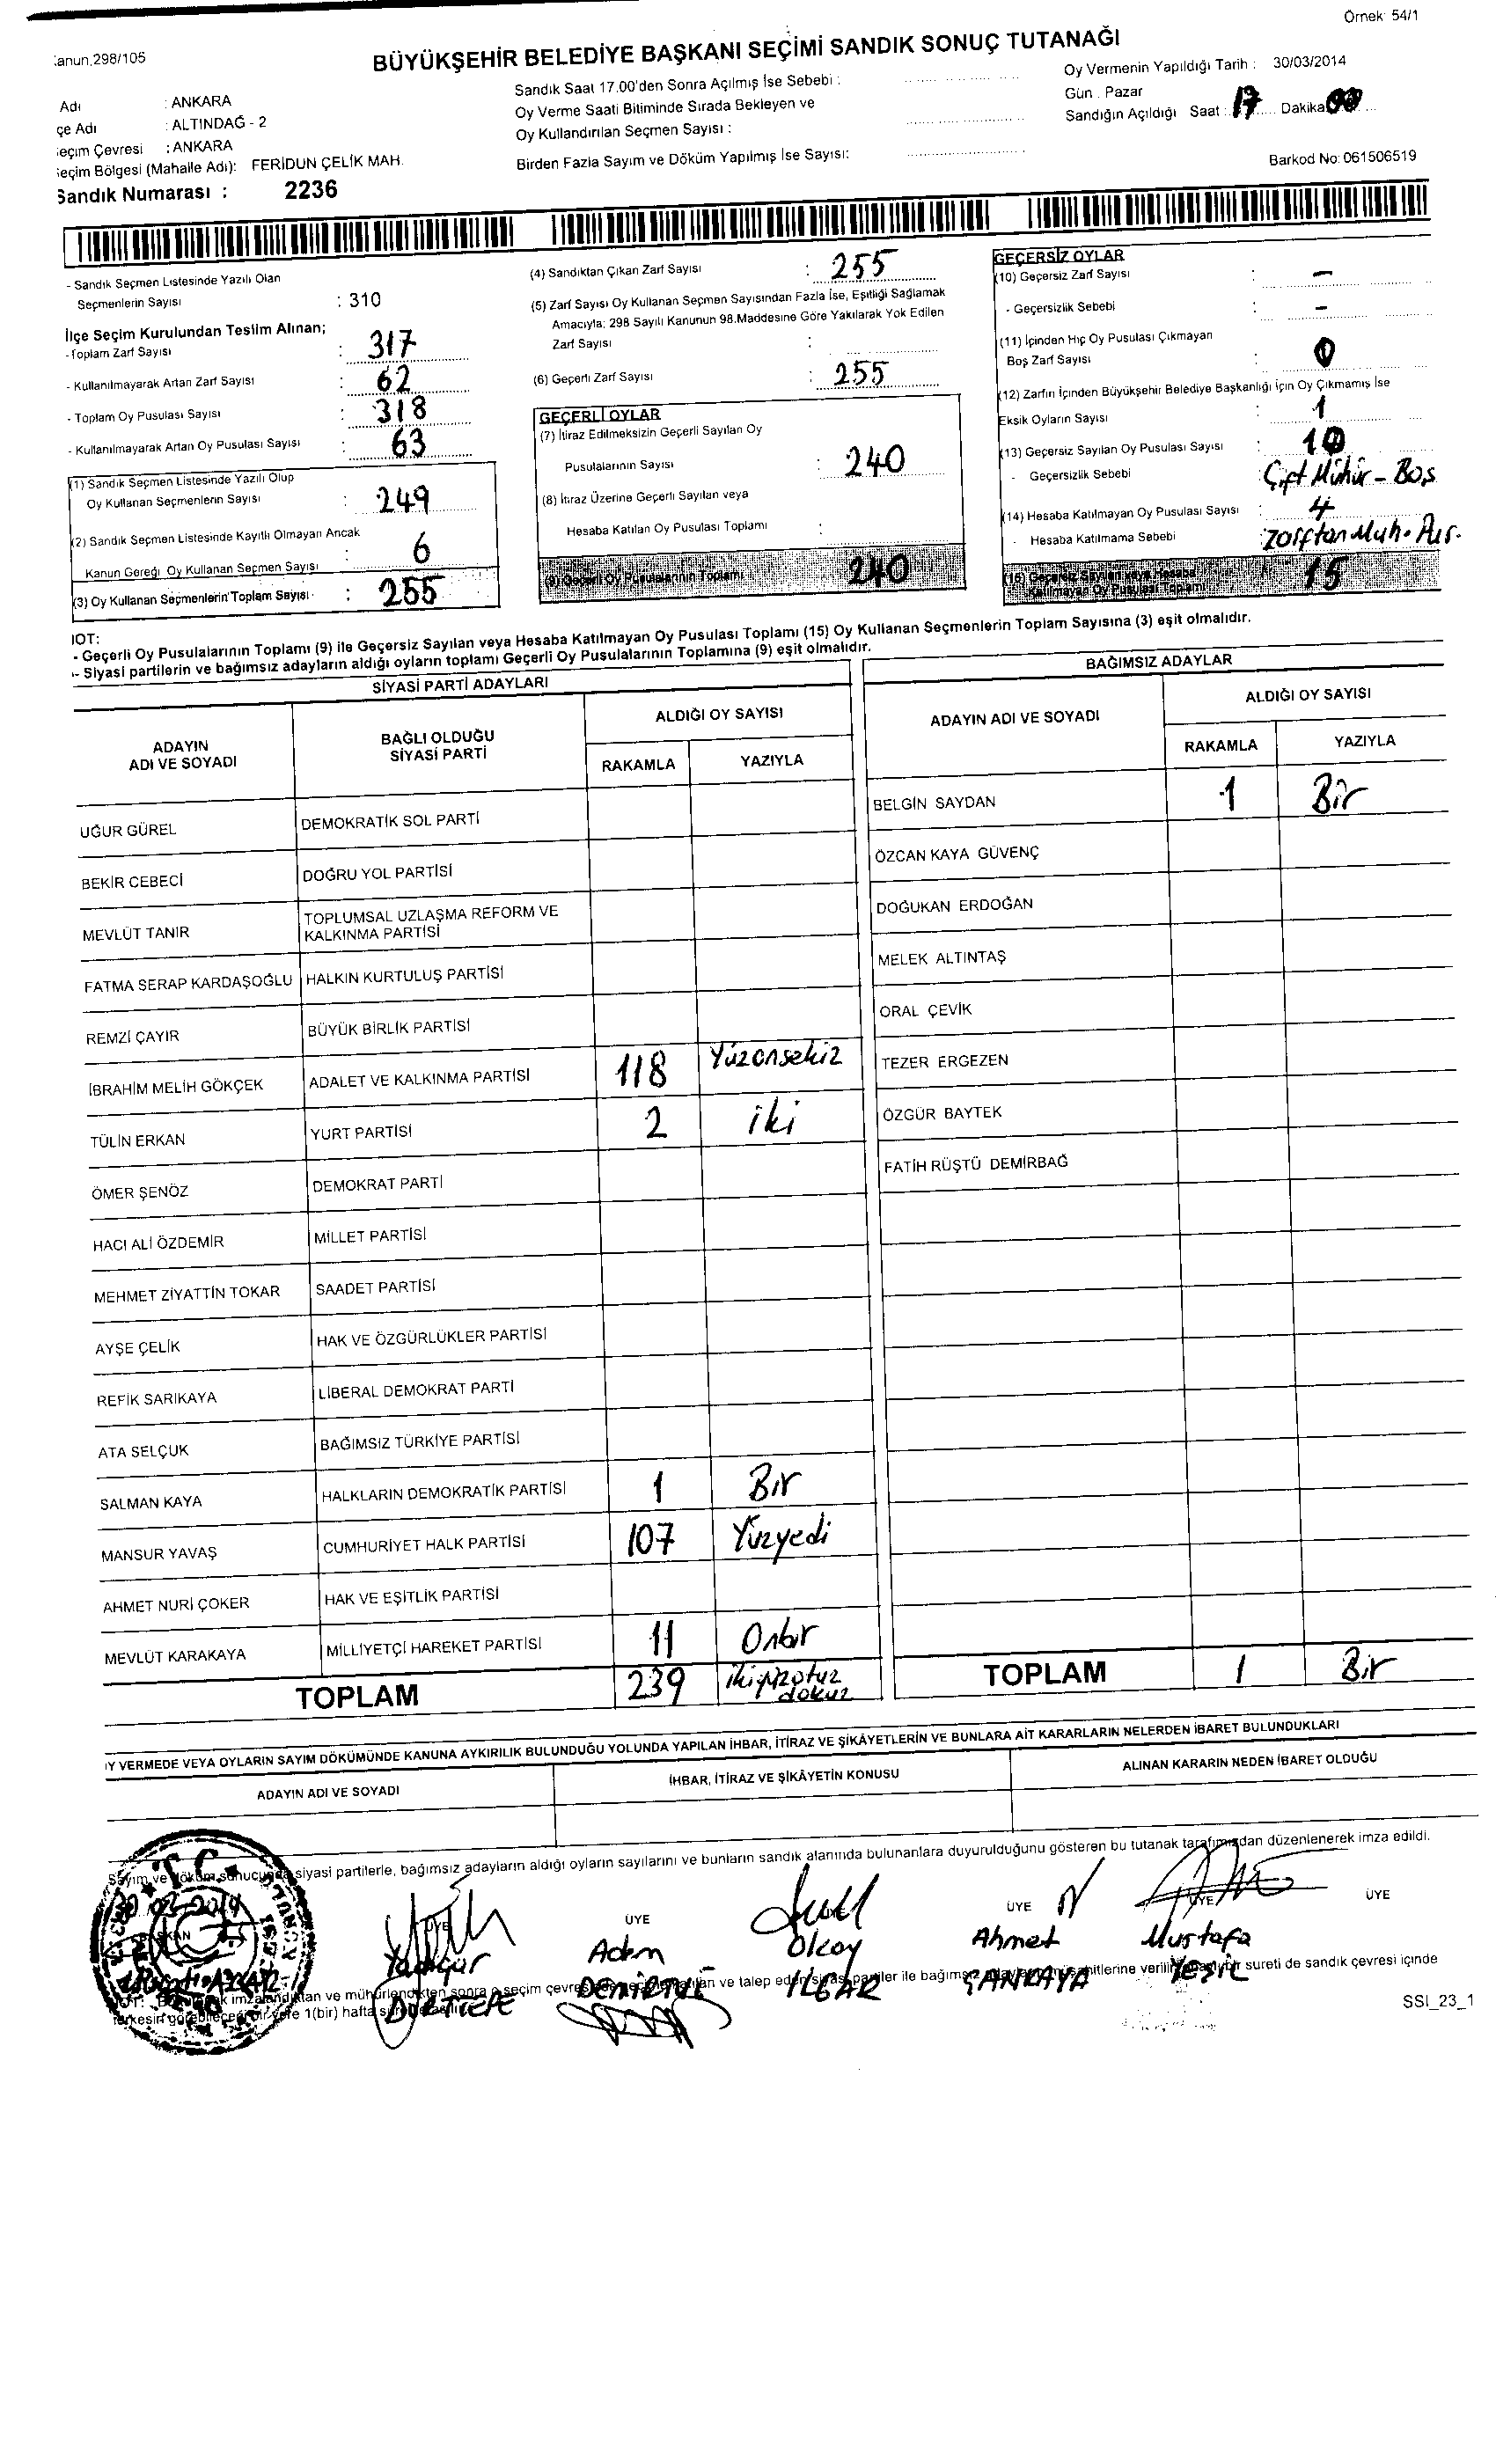 Örnek 54/1
anun,298/105
BÜYÜKŞEHİR BELEDİYE BAŞKANI SEÇİMİ SANDIK SONUÇ TUTANAĞI
Adı : ANKARA
çe Adı : ALTINDAĞ - 2
eçim Çevresi : ANKARA
eçim Bölgesi (Mahalle Adı): FERİDUN ÇELİK MAH.
Sandık Numarası : 2236
Sandık Saat 17.00'den Sonra Açılmış İse Sebebi :
Oy Verme Saati Bitiminde Sırada Bekleyen ve
Oy Kullandırılan Seçmen Sayısı :
Birden Fazla Sayım ve Döküm Yapılmış İse Sayısı:
Oy Vermenin Yapıldığı Tarih : 30/03/2014
Gün . Pazar
Sandığın Açıldığı Saat : 17 Dakika 00
Barkod No: 061506519
- Sandık Seçmen Listesinde Yazılı Olan
Seçmenlerin Sayısı : 310
İlçe Seçim Kurulundan Teslim Alınan;
-Toplam Zarf Sayısı : 317
- Kullanılmayarak Artan Zarf Sayısı : 62
- Toplam Oy Pusulası Sayısı : 318
- Kullanılmayarak Artan Oy Pusulası Sayısı : 63
(1) Sandık Seçmen Listesinde Yazılı Olup
Oy Kullanan Seçmenlerin Sayısı : 249
(2) Sandık Seçmen Listesinde Kayıtlı Olmayan Ancak
Kanun Gereği Oy Kullanan Seçmen Sayısı : 6
(3) Oy Kullanan Seçmenlerin Toplam Sayısı : 255
(4) Sandıktan Çıkan Zarf Sayısı : 255
(5) Zarf Sayısı Oy Kullanan Seçmen Sayısından Fazla İse, Eşitliği Sağlamak
Amacıyla; 298 Sayılı Kanunun 98.Maddesine Göre Yakılarak Yok Edilen
Zarf Sayısı :
(6) Geçerli Zarf Sayısı : 255
GEÇERLİ OYLAR
(7) İtiraz Edilmeksizin Geçerli Sayılan Oy
Pusulalarının Sayısı : 240
(8) İtiraz Üzerine Geçerli Sayılan veya
Hesaba Katılan Oy Pusulası Toplamı :
(9) Geçerli Oy Pusulalarının Toplamı 240
GEÇERSİZ OYLAR
(10) Geçersiz Zarf Sayısı : -
- Geçersizlik Sebebi : -
(11) İçinden Hiç Oy Pusulası Çıkmayan
Boş Zarf Sayısı : 0
(12) Zarfın İçinden Büyükşehir Belediye Başkanlığı İçin Oy Çıkmamış İse
Eksik Oyların Sayısı : 1
(13) Geçersiz Sayılan Oy Pusulası Sayısı : 10
- Geçersizlik Sebebi Çift Mühür - Boş
(14) Hesaba Katılmayan Oy Pusulası Sayısı : 4
- Hesaba Katılmama Sebebi : zarftan Muh.
(15) Geçersiz Sayılan veya Hesaba
Katılmayan Oy Pusulası Toplamı : 15
IOT:
- Geçerli Oy Pusulalarının Toplamı (9) ile Geçersiz Sayılan veya Hesaba Katılmayan Oy Pusulası Toplamı (15) Oy Kullanan Seçmenlerin Toplam Sayısına (3) eşit olmalıdır.
- Siyasi partilerin ve bağımsız adayların aldığı oyların toplamı Geçerli Oy Pusulalarının Toplamına (9) eşit olmalıdır.
SİYASİ PARTİ ADAYLARI
ADAYIN ADI VE SOYADI
BAĞLI OLDUĞU SİYASİ PARTİ
ALDIĞI OY SAYISI
RAKAMLA YAZIYLA
UĞUR GÜREL DEMOKRATİK SOL PARTİ
BEKİR CEBECİ DOĞRU YOL PARTİSİ
MEVLÜT TANIR TOPLUMSAL UZLAŞMA REFORM VE KALKINMA PARTİSİ
FATMA SERAP KARDAŞOĞLU HALKIN KURTULUŞ PARTİSİ
REMZİ ÇAYIR BÜYÜK BİRLİK PARTİSİ
İBRAHİM MELİH GÖKÇEK ADALET VE KALKINMA PARTİSİ 118 Yüzonsekiz
TÜLİN ERKAN YURT PARTİSİ 2 iki
ÖMER ŞENÖZ DEMOKRAT PARTİ
HACI ALİ ÖZDEMİR MİLLET PARTİSİ
MEHMET ZİYATTİN TOKAR SAADET PARTİSİ
AYŞE ÇELİK HAK VE ÖZGÜRLÜKLER PARTİSİ
REFİK SARIKAYA LİBERAL DEMOKRAT PARTİ
ATA SELÇUK BAĞIMSIZ TÜRKİYE PARTİSİ
SALMAN KAYA HALKLARIN DEMOKRATİK PARTİSİ 1 Bir
MANSUR YAVAŞ CUMHURİYET HALK PARTİSİ 107 Yüzyedi
AHMET NURİ ÇOKER HAK VE EŞİTLİK PARTİSİ
MEVLÜT KARAKAYA MİLLİYETÇİ HAREKET PARTİSİ 11 Onbir
TOPLAM 239 ikiyüzotuz dokuz
BAĞIMSIZ ADAYLAR
ADAYIN ADI VE SOYADI
ALDIĞI OY SAYISI
RAKAMLA YAZIYLA
BELGİN SAYDAN 1 Bir
ÖZCAN KAYA GÜVENÇ
DOĞUKAN ERDOĞAN
MELEK ALTINTAŞ
ORAL ÇEVİK
TEZER ERGEZEN
ÖZGÜR BAYTEK
FATİH RÜŞTÜ DEMİRBAĞ
TOPLAM 1 Bir
Y VERMEDE VEYA OYLARIN SAYIM DÖKÜMÜNDE KANUNA AYKIRILIK BULUNDUĞU YOLUNDA YAPILAN İHBAR, İTİRAZ VE ŞİKÂYETLERİN VE BUNLARA AİT KARARLARIN NELERDEN İBARET BULUNDUKLARI
ADAYIN ADI VE SOYADI
İHBAR, İTİRAZ VE ŞİKÂYETİN KONUSU
ALINAN KARARIN NEDEN İBARET OLDUĞU
Sayım ve döküm sonucunda siyasi partilerle, bağımsız adayların aldığı oyların sayılarını ve bunların sandık alanında bulunanlara duyurulduğunu gösteren bu tutanak tarafımızdan düzenlenerek imza edildi.
30.03.2014
ÜYE ÜYE ÜYE ÜYE ÜYE
Yadigar Adem Olcay Ahmet Mustafa
DURTTEPE DEMİRTAŞ ILGAR ÇANKAYA YEŞİL
imzalandıktan ve mühürlendikten sonra o seçim çevresinde ve talep eden siyasi partiler ile bağımsız sureti de sandık çevresi içinde
1(bir) hafta
SSI_23_1